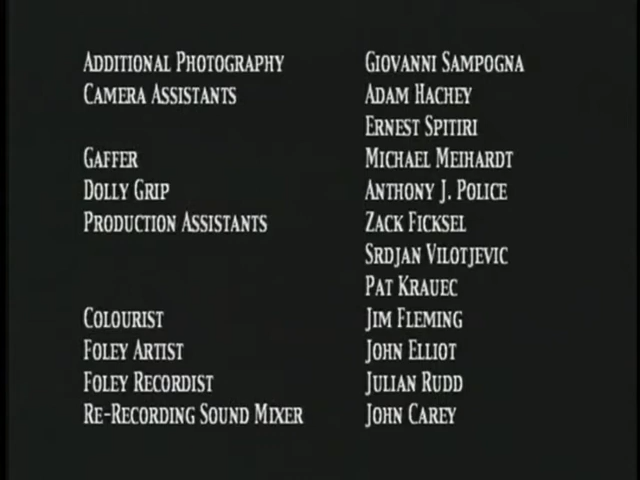 Additional Photography Giovanni Sampogna
Camera Assistants Adam Hachey
Ernest Spitiri
Gaffer Michael Meihardt
Dolly Grip Anthony J. Police
Production Assistants Zack Ficksel
Srdjan Vilotjevic
Pat Krauec
Colourist Jim Fleming
Foley Artist John Elliot
Foley Recordist Julian Rudd
Re-Recording Sound Mixer John Carey